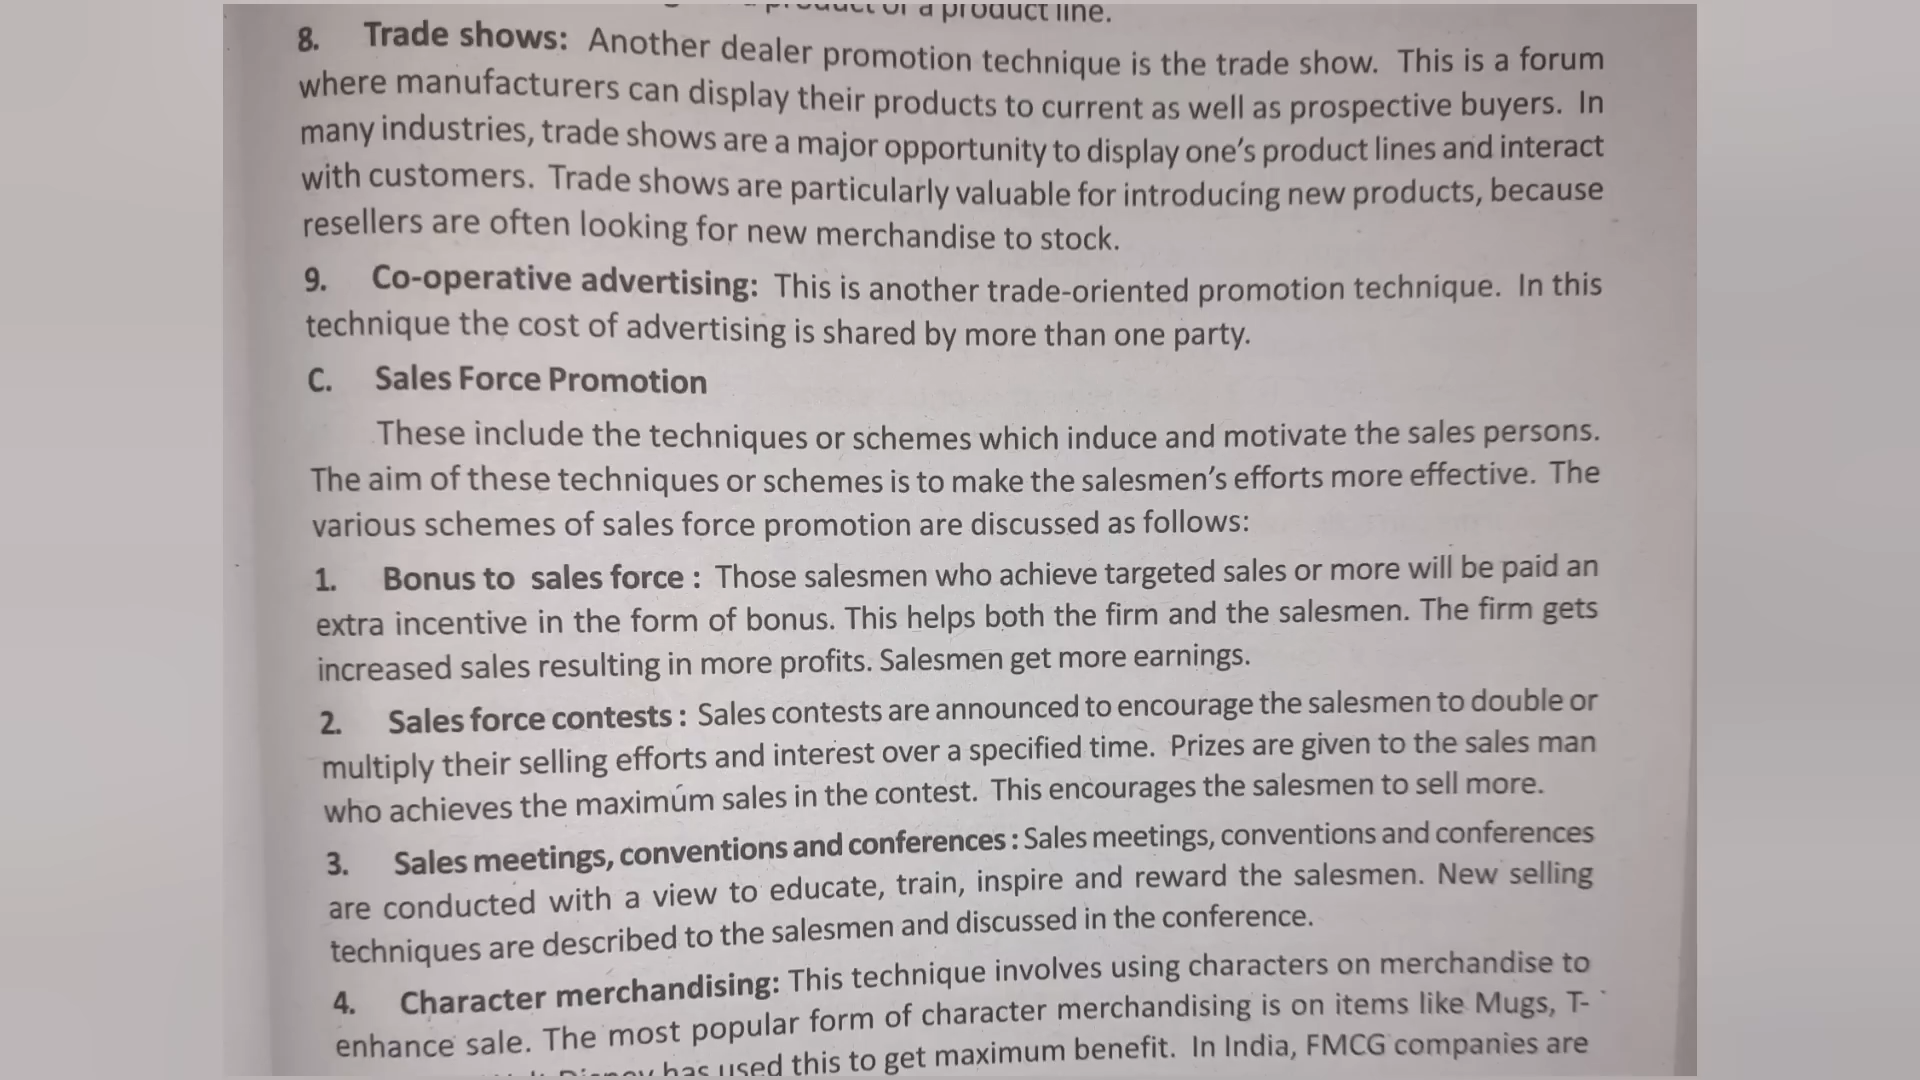 product or a product line.
8. Trade shows: Another dealer promotion technique is the trade show. This is a forum
where manufacturers can display their products to current as well as prospective buyers. In
many industries, trade shows are a major opportunity to display one's product lines and interact
with customers. Trade shows are particularly valuable for introducing new products, because
resellers are often looking for new merchandise to stock.
9. Co-operative advertising: This is another trade-oriented promotion technique. In this
technique the cost of advertising is shared by more than one party.
C. Sales Force Promotion
These include the techniques or schemes which induce and motivate the sales persons.
The aim of these techniques or schemes is to make the salesmen's efforts more effective. The
various schemes of sales force promotion are discussed as follows:
1. Bonus to sales force : Those salesmen who achieve targeted sales or more will be paid an
extra incentive in the form of bonus. This helps both the firm and the salesmen. The firm gets
increased sales resulting in more profits. Salesmen get more earnings.
2. Sales force contests : Sales contests are announced to encourage the salesmen to double or
multiply their selling efforts and interest over a specified time. Prizes are given to the sales man
who achieves the maximum sales in the contest. This encourages the salesmen to sell more.
3. Sales meetings, conventions and conferences : Sales meetings, conventions and conferences
are conducted with a view to educate, train, inspire and reward the salesmen. New selling
techniques are described to the salesmen and discussed in the conference.
4. Character merchandising: This technique involves using characters on merchandise to
enhance sale. The most popular form of character merchandising is on items like Mugs, T-
Disney has used this to get maximum benefit. In India, FMCG companies are